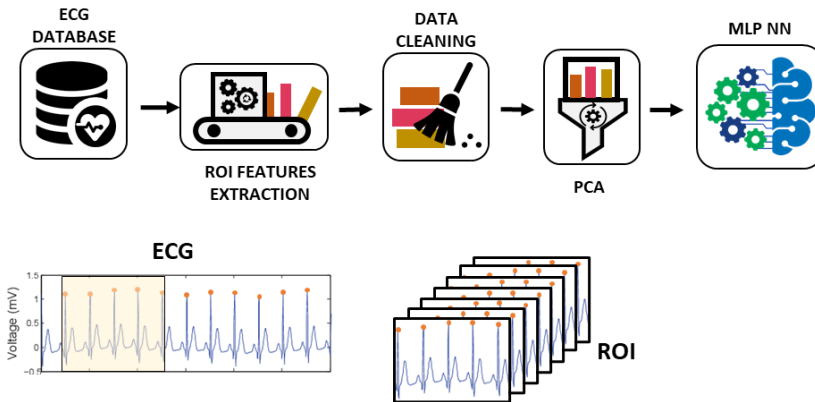 ECG
DATABASE
ROI FEATURES
EXTRACTION
DATA
CLEANING
PCA
MLP NN
ECG
Voltage (mV)
1.5
1
0.5
0
−0.5
ROI